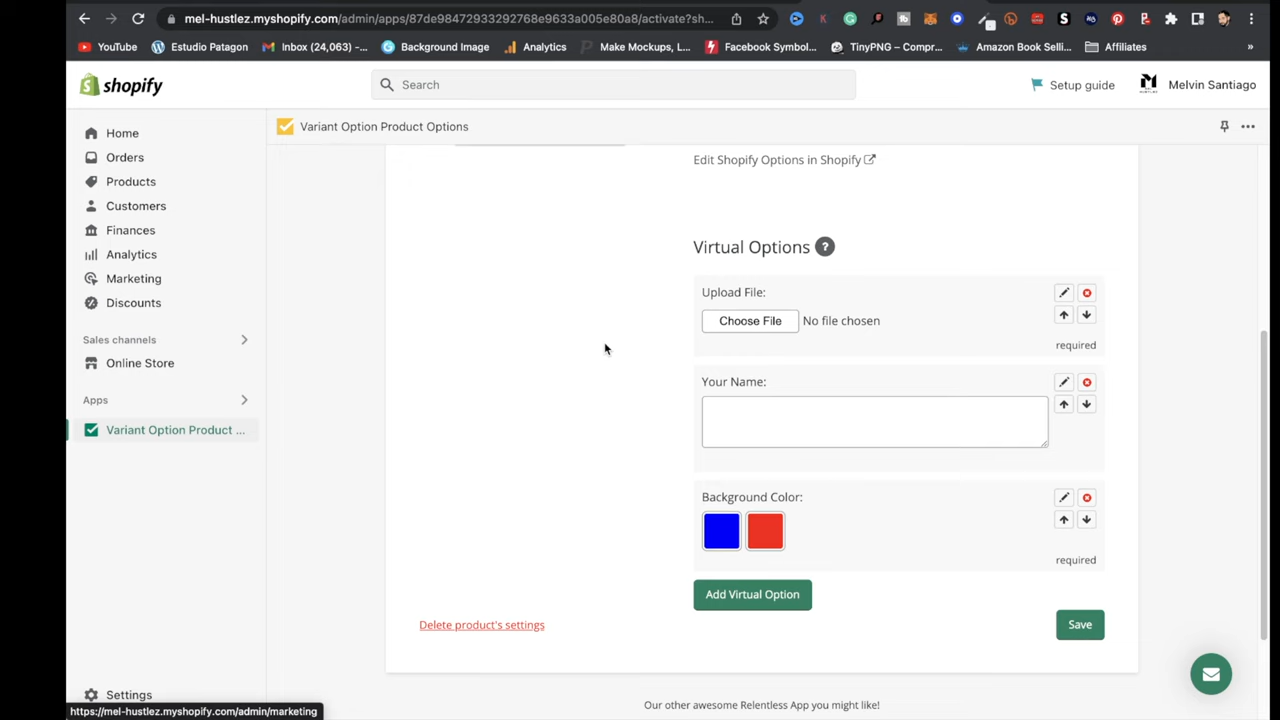 mel-hustlez.myshopify.com/admin/apps/87de98472933292768e9633a005e80a8/activate?sh...
YouTube
Estudio Patagon
Inbox (24,063) -...
Background Image
Analytics
Make Mockups, L...
Facebook Symbol...
TinyPNG – Compr...
Amazon Book Selli...
Affiliates
»
shopify
Search
Setup guide
Melvin Santiago
Home
Orders
Products
Customers
Finances
Analytics
Marketing
Discounts
Sales channels
Online Store
Apps
Variant Option Product ...
Settings
https://mel-hustlez.myshopify.com/admin/marketing
Variant Option Product Options
Edit Shopify Options in Shopify
Virtual Options ?
Upload File:
Choose File No file chosen
required
Your Name:
Background Color:
required
Add Virtual Option
Delete product's settings
Save
Our other awesome Relentless App you might like!